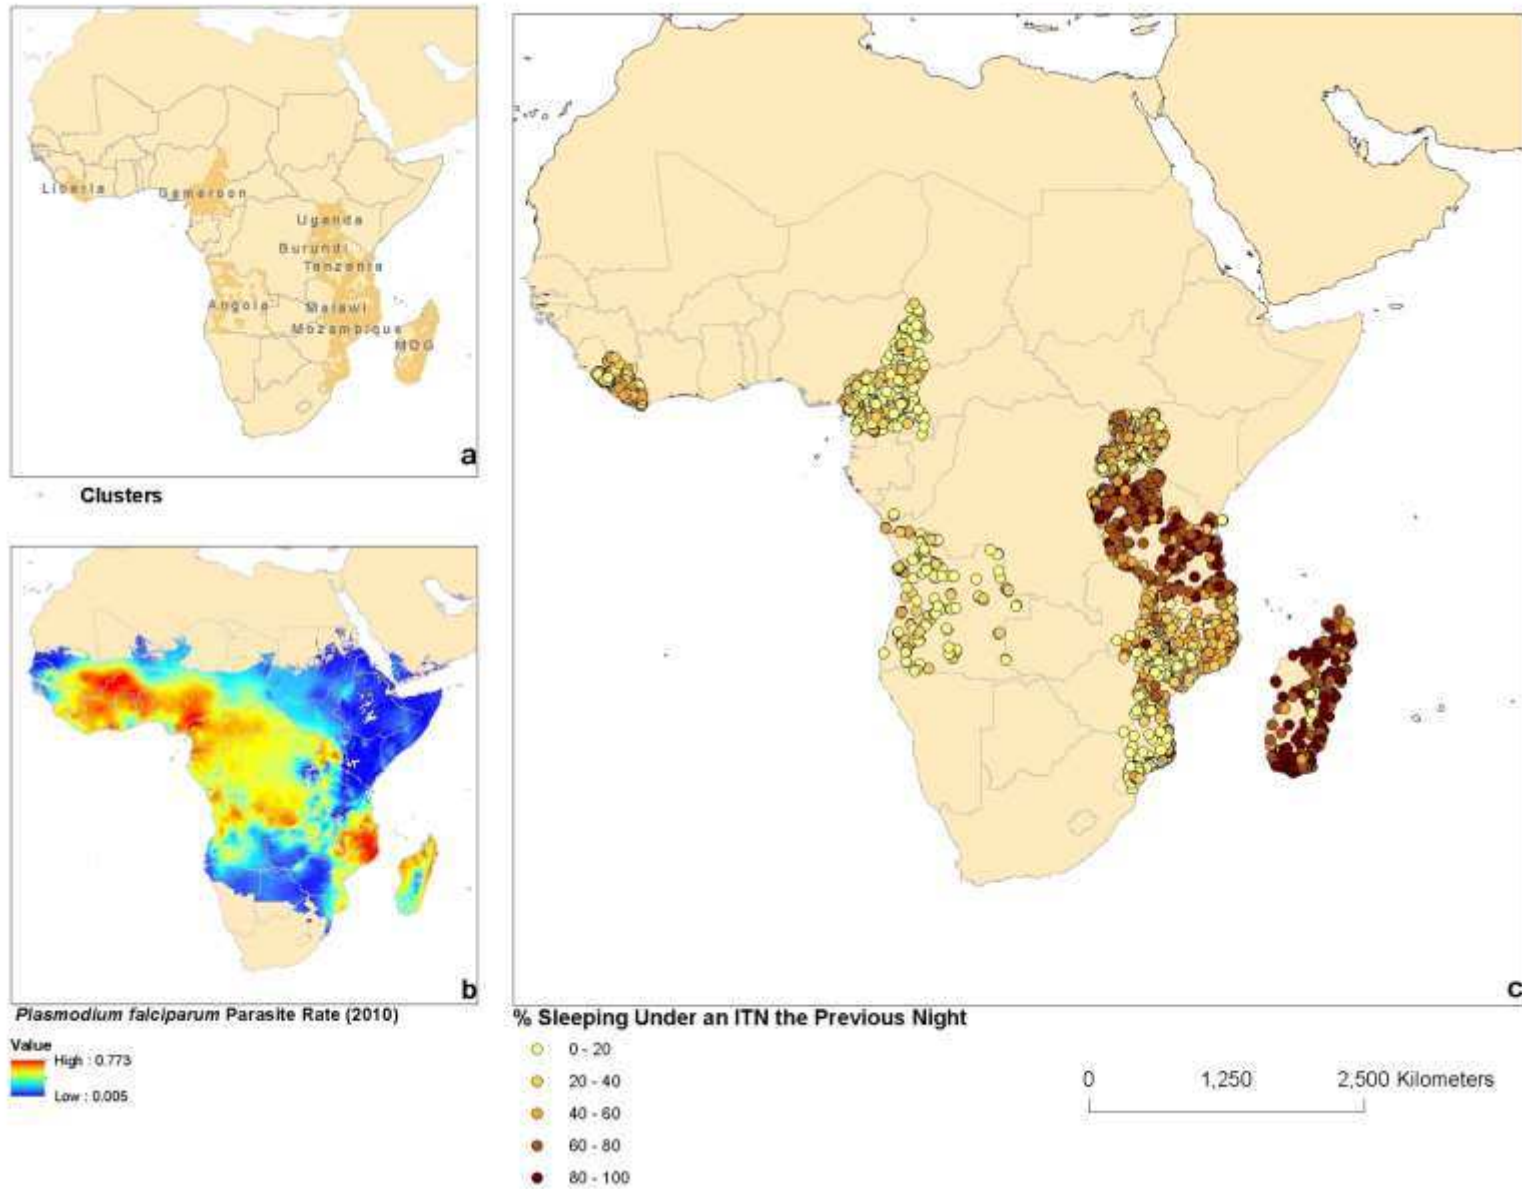 Liberia
Cameroon
Uganda
Burundi
Tanzania
Angola
Malawi
Mozambique
MDG
a
Clusters
b
Plasmodium falciparum Parasite Rate (2010)
Value
High : 0.773
Low : 0.005
c
% Sleeping Under an ITN the Previous Night
0 - 20
20 - 40
40 - 60
60 - 80
80 - 100
0 1,250 2,500 Kilometers